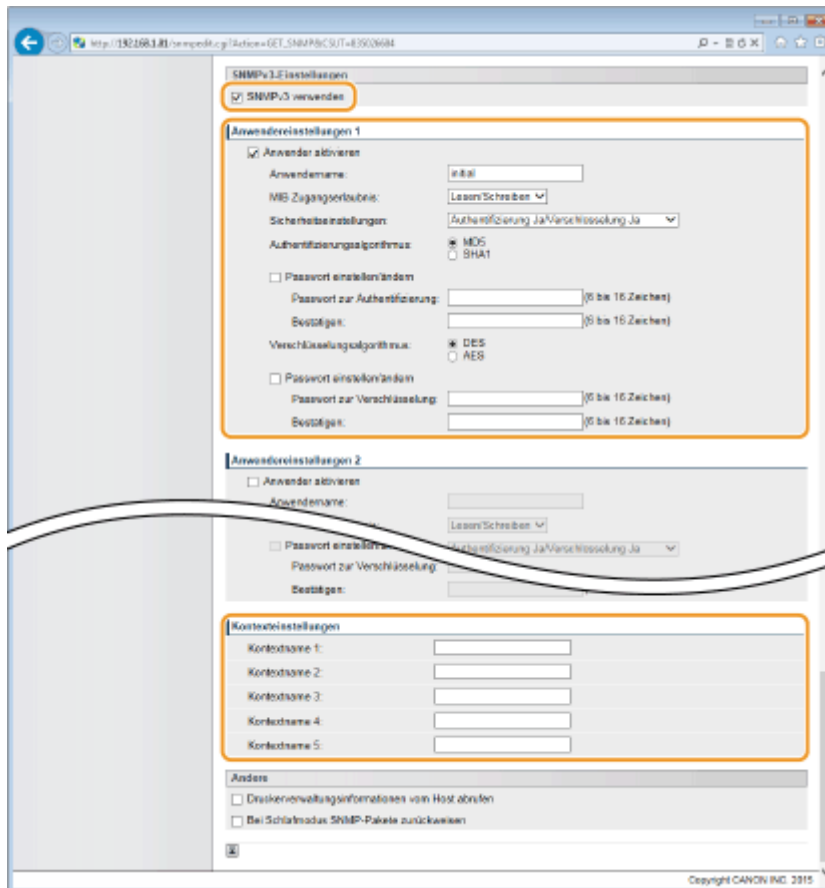 http://192.168.1.81/snmpedit.cgi?Action=GET_SNMP&CSUT=835026684
SNMPv3-Einstellungen
SNMPv3 verwenden
Anwendereinstellungen 1
Anwender aktivieren
Anwendername: initial
MIB Zugangserlaubnis: Lesen/Schreiben
Sicherheitseinstellungen: Authentifizierung Ja/Verschlüsselung Ja
Authentifizierungsalgorithmus: MD5
SHA1
Passwort einstellen/ändern
Passwort zur Authentifizierung: (6 bis 16 Zeichen)
Bestätigen: (6 bis 16 Zeichen)
Verschlüsselungsalgorithmus: DES
AES
Passwort einstellen/ändern
Passwort zur Verschlüsselung: (6 bis 16 Zeichen)
Bestätigen: (6 bis 16 Zeichen)
Anwendereinstellungen 2
Anwender aktivieren
Anwendername:
Lesen/Schreiben
Passwort einstellen Authentifizierung Ja/Verschlüsselung Ja
Passwort zur Verschlüsselung:
Bestätigen:
Kontexteinstellungen
Kontextname 1:
Kontextname 2:
Kontextname 3:
Kontextname 4:
Kontextname 5:
Andere
Druckerverwaltungsinformationen vom Host abrufen
Bei Schlafmodus SNMP-Pakete zurückweisen
Copyright CANON INC. 2015